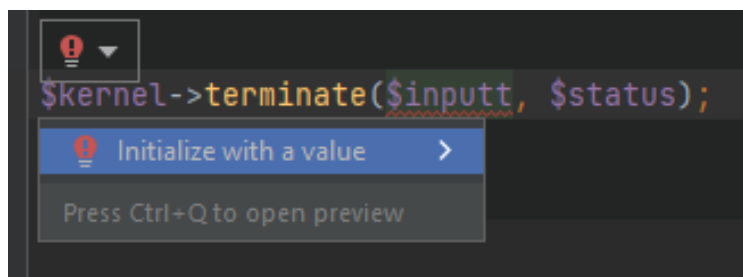 $kernel->terminate($inputt, $status);
Initialize with a value
Press Ctrl+Q to open preview